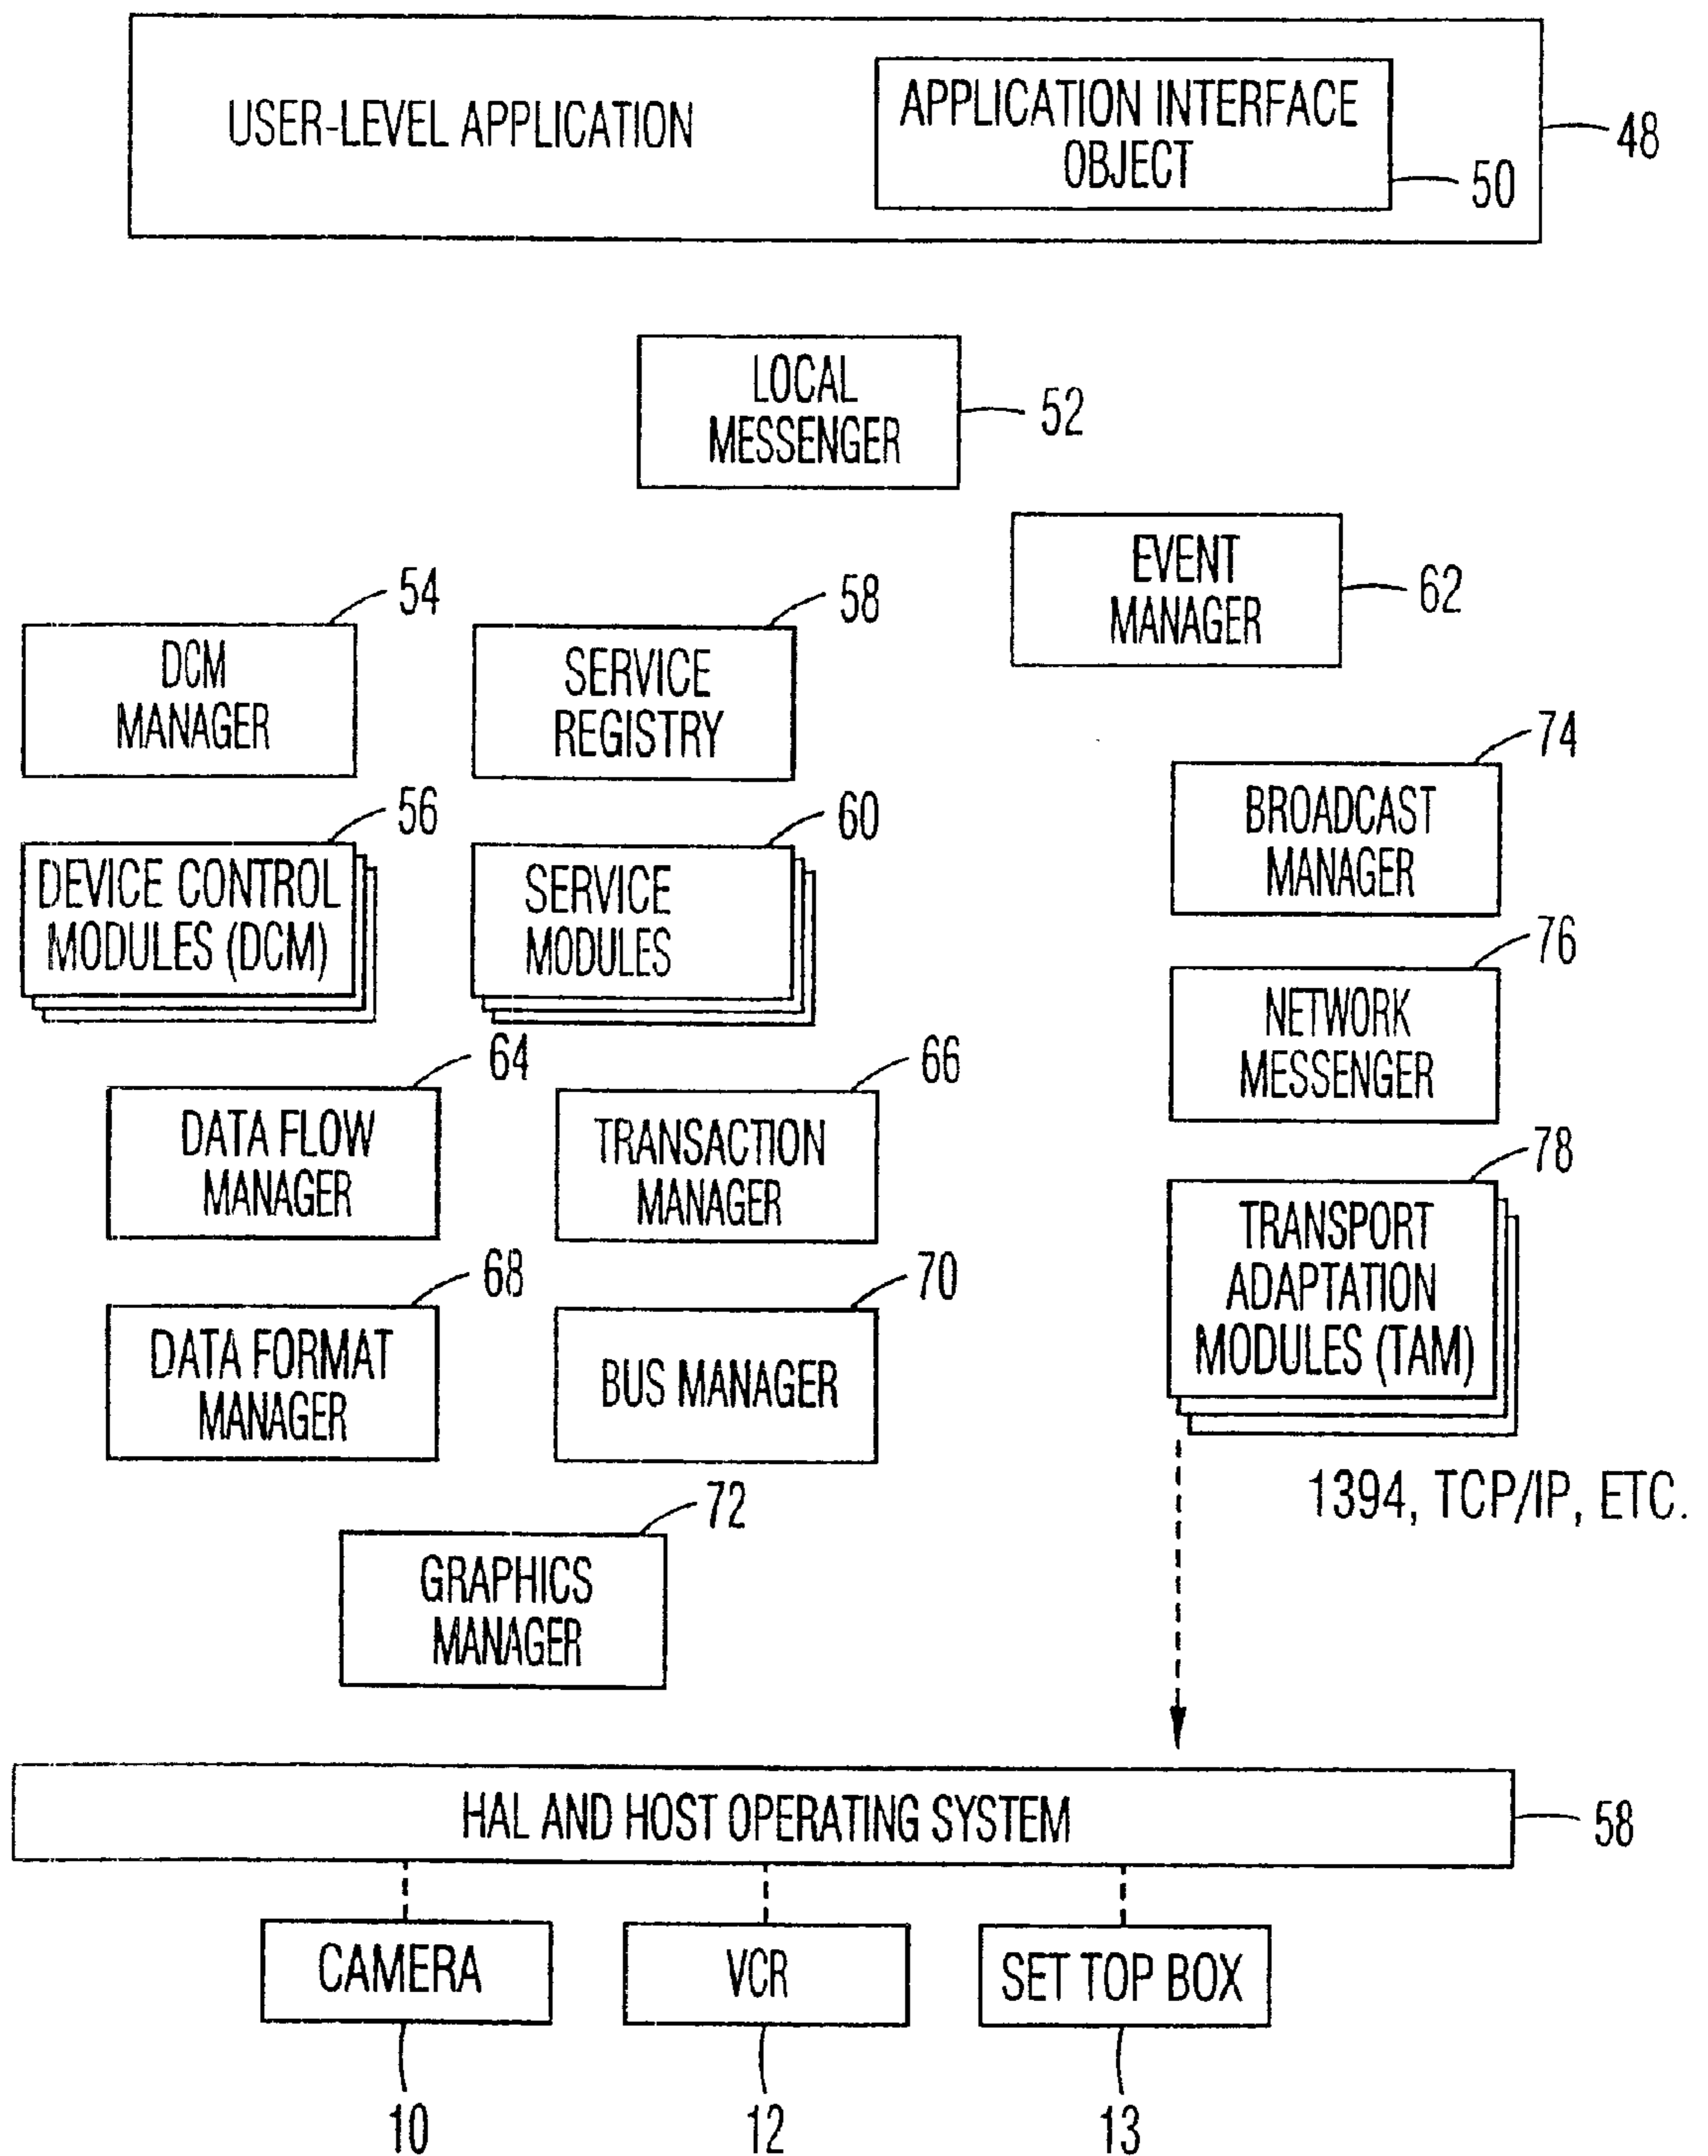 USER-LEVEL APPLICATION
APPLICATION INTERFACE
OBJECT
48
50
LOCAL
MESSENGER
52
EVENT
MANAGER
62
54
DCM
MANAGER
58
SERVICE
REGISTRY
74
BROADCAST
MANAGER
56
DEVICE CONTROL
MODULES (DCM)
60
SERVICE
MODULES
76
NETWORK
MESSENGER
64
DATA FLOW
MANAGER
66
TRANSACTION
MANAGER
78
TRANSPORT
ADAPTATION
MODULES (TAM)
68
DATA FORMAT
MANAGER
70
BUS MANAGER
1394, TCP/IP, ETC.
72
GRAPHICS
MANAGER
HAL AND HOST OPERATING SYSTEM
58
CAMERA
VCR
SET TOP BOX
10
12
13